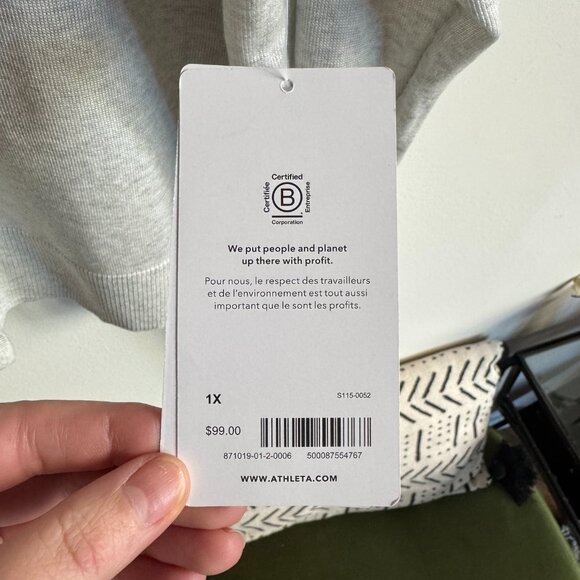 Certified
Certifiée
B
Entreprise
Corporation
We put people and planet
up there with profit.
Pour nous, le respect des travailleurs
et de l'environnement est tout aussi
important que le sont les profits.
1X
S115-0052
$99.00
871019-01-2-0006 500087554767
WWW.ATHLETA.COM